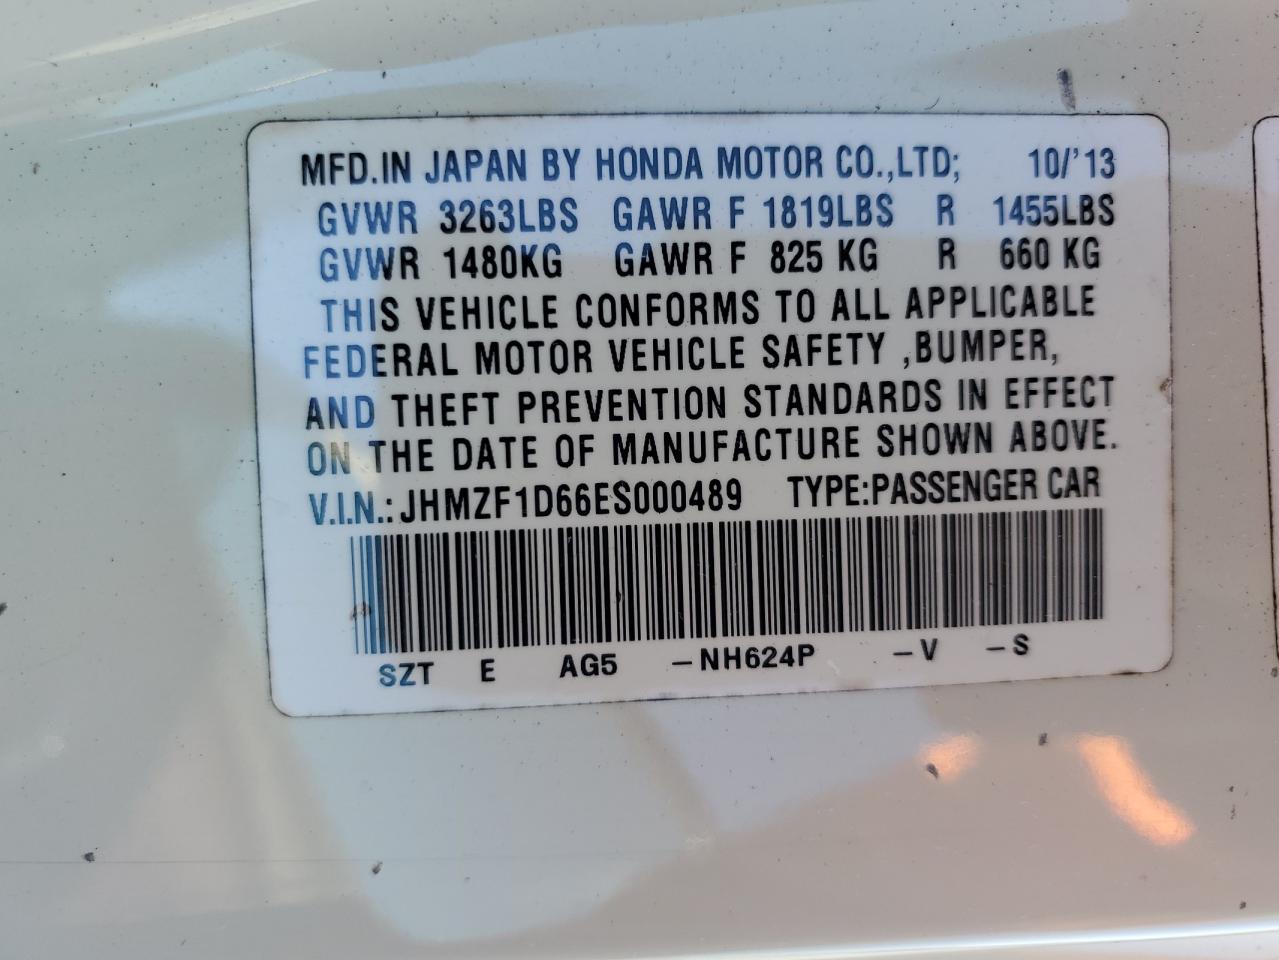 MFD.IN JAPAN BY HONDA MOTOR CO.,LTD; 10/'13
GVWR 3263LBS GAWR F 1819LBS R 1455LBS
GVWR 1480KG GAWR F 825 KG R 660 KG
THIS VEHICLE CONFORMS TO ALL APPLICABLE
FEDERAL MOTOR VEHICLE SAFETY ,BUMPER,
AND THEFT PREVENTION STANDARDS IN EFFECT
ON THE DATE OF MANUFACTURE SHOWN ABOVE.
V.I.N.:JHMZF1D66ES000489 TYPE:PASSENGER CAR
SZT E AG5 -NH624P -V -S